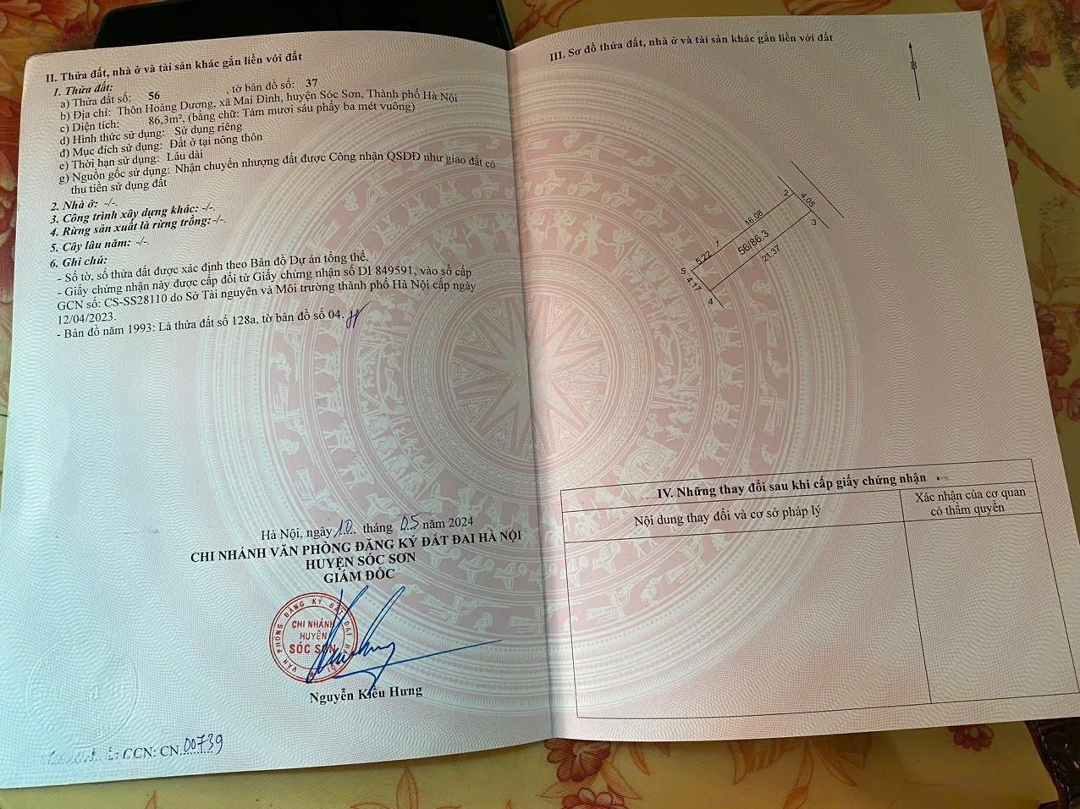 II. Thửa đất, nhà ở và tài sản khác gắn liền với đất
1. Thửa đất:
a) Thửa đất số: 56 , tờ bản đồ số: 37
b) Địa chỉ: Thôn Hoàng Dương, xã Mai Đình, huyện Sóc Sơn, Thành phố Hà Nội
c) Diện tích: 86,3m², (bằng chữ: Tám mươi sáu phẩy ba mét vuông)
d) Hình thức sử dụng: Sử dụng riêng
đ) Mục đích sử dụng: Đất ở tại nông thôn
e) Thời hạn sử dụng: Lâu dài
g) Nguồn gốc sử dụng: Nhận chuyển nhượng đất được Công nhận QSDĐ như giao đất có
thu tiền sử dụng đất
2. Nhà ở: -/-.
3. Công trình xây dựng khác: -/-.
4. Rừng sản xuất là rừng trồng:-/-.
5. Cây lâu năm: -/-.
6. Ghi chú:
- Số tờ, số thửa đất được xác định theo Bản đồ Dự án tổng thể.
- Giấy chứng nhận này được cấp đổi từ Giấy chứng nhận số DI 849591, vào sổ cấp
GCN số: CS-SS28110 do Sở Tài nguyên và Môi trường thành phố Hà Nội cấp ngày
12/04/2023.
- Bản đồ năm 1993: Là thửa đất số 128a, tờ bản đồ số 04.
Hà Nội, ngày 10 tháng 05 năm 2024
CHI NHÁNH VĂN PHÒNG ĐĂNG KÝ ĐẤT ĐAI HÀ NỘI
HUYỆN SÓC SƠN
GIÁM ĐỐC
VĂN PHÒNG ĐĂNG KÝ ĐẤT ĐAI HÀ NỘI
CHI NHÁNH
HUYỆN
SÓC SƠN
Nguyễn Kiều Hưng
CCN: CN 00739
III. Sơ đồ thửa đất, nhà ở và tài sản khác gắn liền với đất
B
2
4.05
3
16.08
1
56/86.3
5.22
21.37
5
4.17
4
IV. Những thay đổi sau khi cấp giấy chứng nhận
Nội dung thay đổi và cơ sở pháp lý
Xác nhận của cơ quan
có thẩm quyền